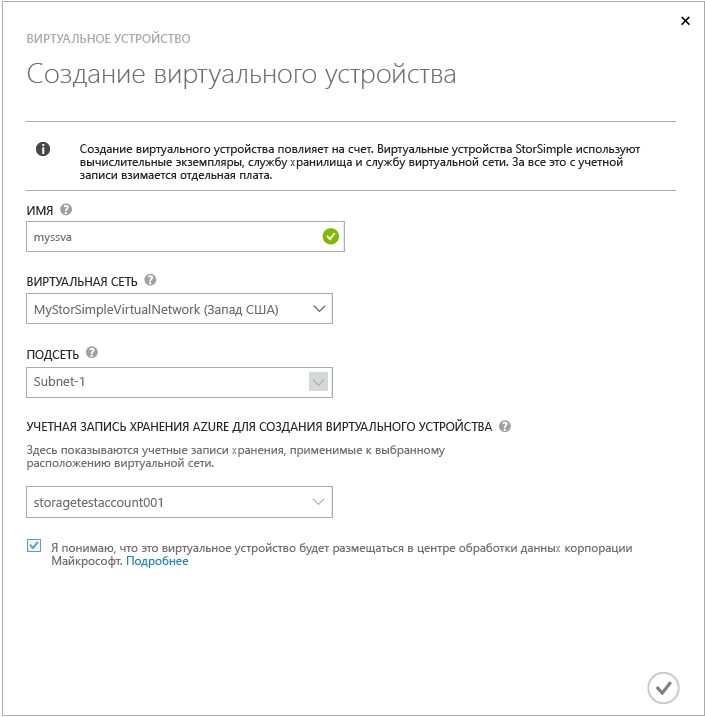 ВИРТУАЛЬНОЕ УСТРОЙСТВО
Создание виртуального устройства
Создание виртуального устройства повлияет на счет. Виртуальные устройства StorSimple используют
вычислительные экземпляры, службу хранилища и службу виртуальной сети. За все это с учетной
записи взимается отдельная плата.
ИМЯ
myssva
ВИРТУАЛЬНАЯ СЕТЬ
MyStorSimpleVirtualNetwork (Запад США)
ПОДСЕТЬ
Subnet-1
УЧЕТНАЯ ЗАПИСЬ ХРАНЕНИЯ AZURE ДЛЯ СОЗДАНИЯ ВИРТУАЛЬНОГО УСТРОЙСТВА
Здесь показываются учетные записи хранения, применимые к выбранному
расположению виртуальной сети.
storagetestaccount001
Я понимаю, что это виртуальное устройство будет размещаться в центре обработки данных корпорации
Майкрософт. Подробнее